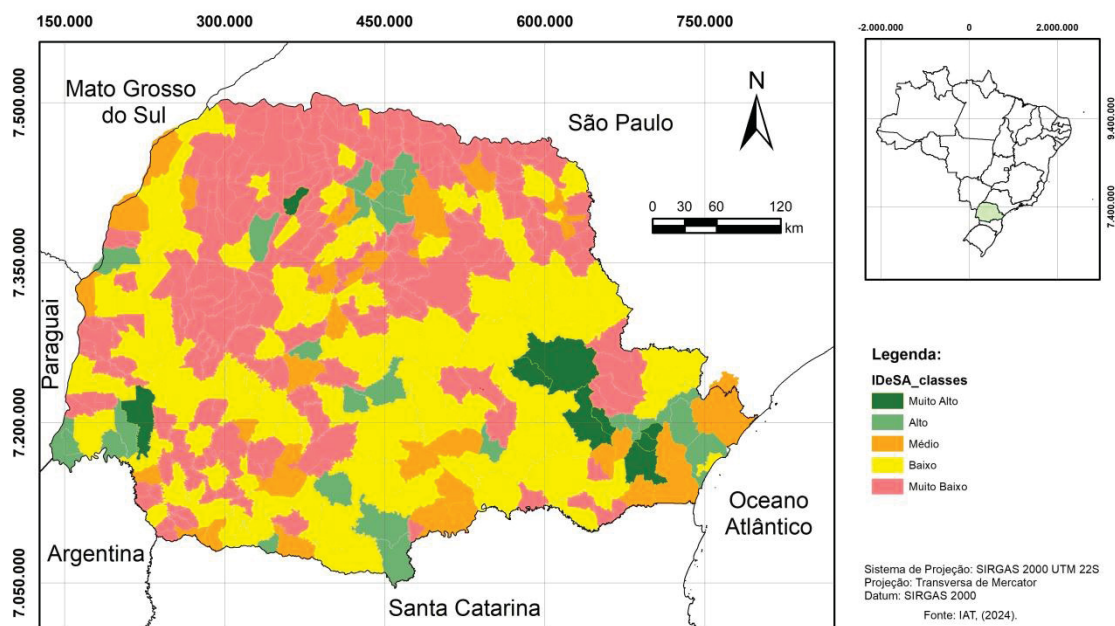 150.000
300.000
450.000
600.000
750.000
7.500.000
7.350.000
7.200.000
7.050.000
Mato Grosso
do Sul
São Paulo
N
0 30 60 120
km
Paraguai
Argentina
Santa Catarina
Oceano
Atlântico
-2.000.000
0
2.000.000
9.400.000
7.400.000
Legenda:
IDeSA_classes
Muito Alto
Alto
Médio
Baixo
Muito Baixo
Sistema de Projeção: SIRGAS 2000 UTM 22S
Projeção: Transversa de Mercator
Datum: SIRGAS 2000
Fonte: IAT, (2024).